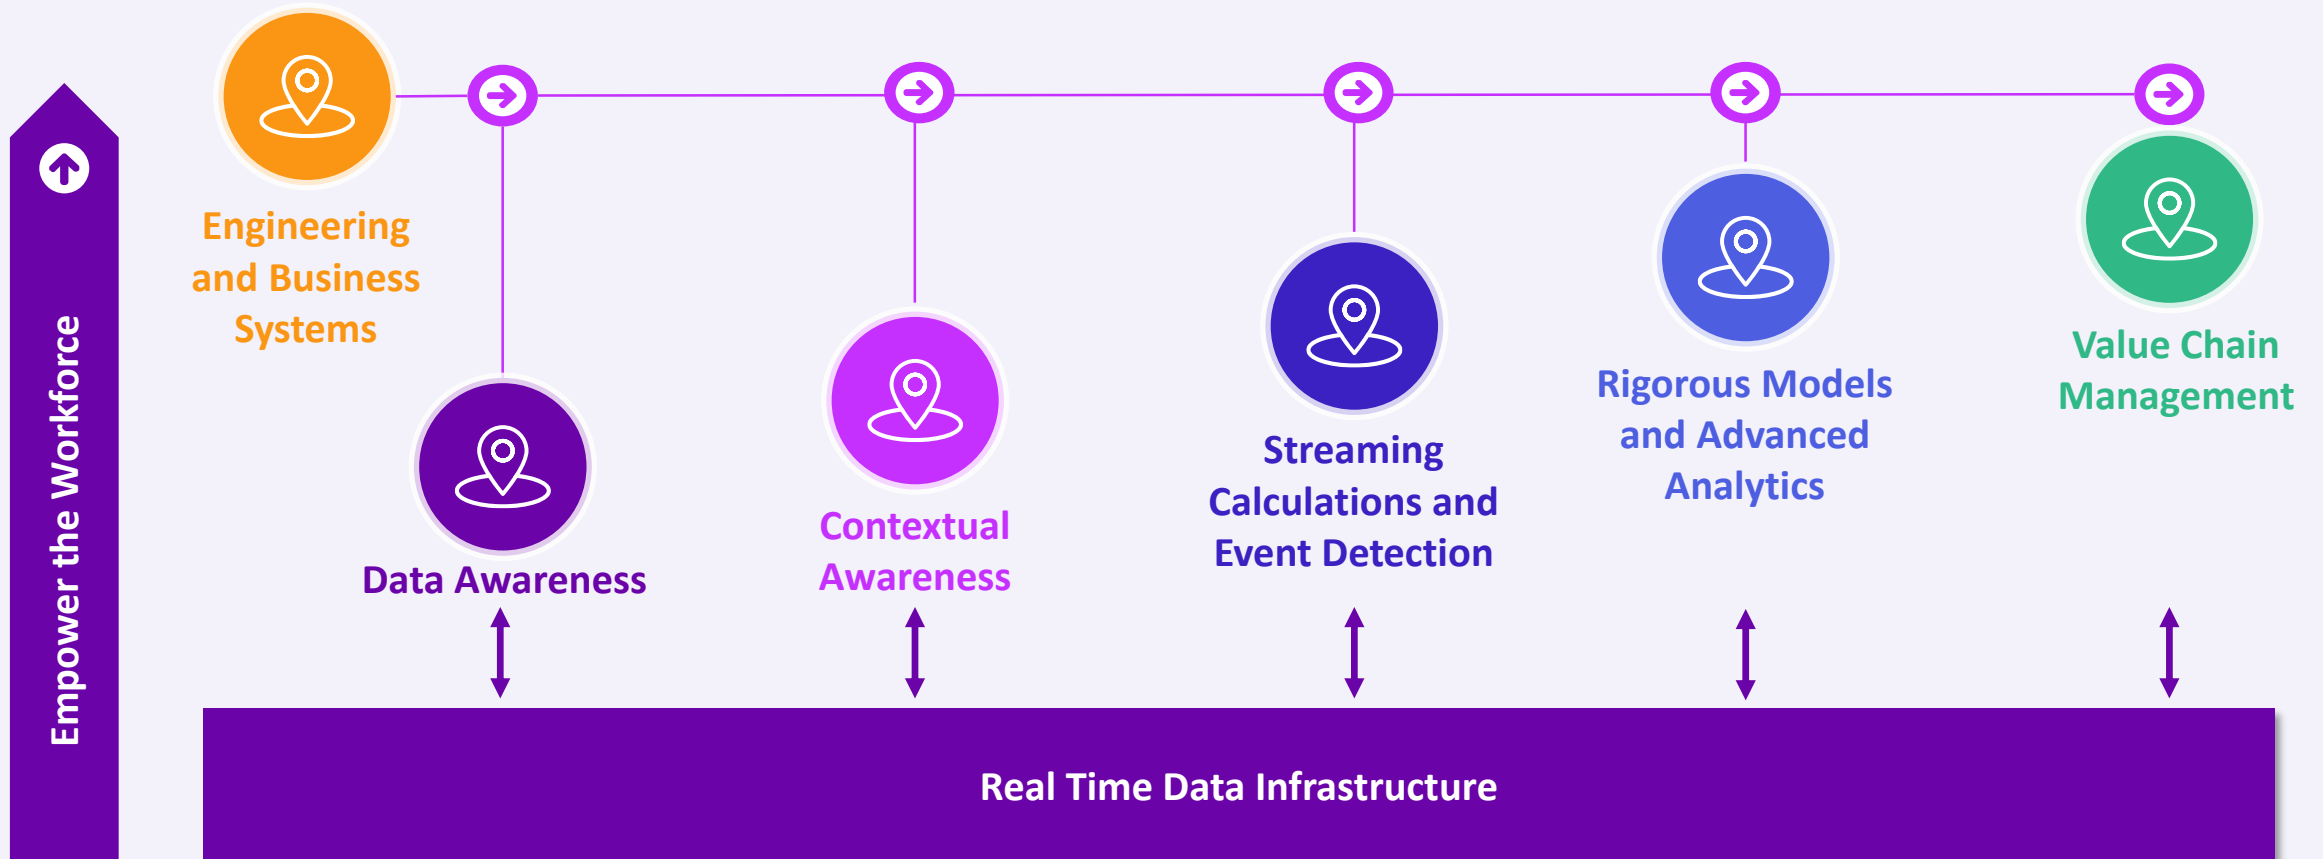 Empower the Workforce
Engineering
and Business
Systems
Data Awareness
Contextual
Awareness
Streaming
Calculations and
Event Detection
Rigorous Models
and Advanced
Analytics
Value Chain
Management
Real Time Data Infrastructure